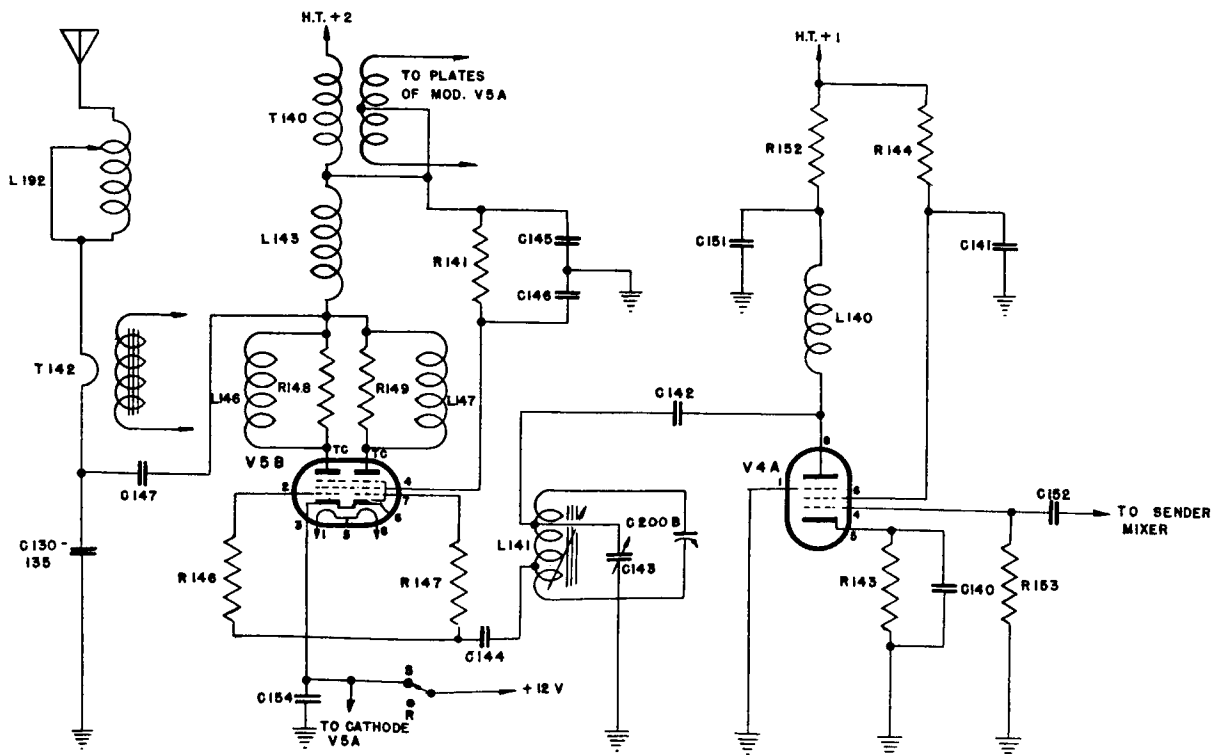 H.T. + 2
H.T. + 1
TO PLATES
OF MOD. V5A
T140
L192
R152
R144
L143
C145
R141
C146
C151
C141
L140
T142
L146
R148
R149
L147
C142
TC
TC
V5B
8
V4A
C147
2
4
7
3
1
5
8
6
1
6
4
5
C152
TO SENDER
MIXER
C130-
135
L141
C200B
C143
R146
R147
R143
C140
R153
C144
C154
S
R
+12V
TO CATHODE
V5A